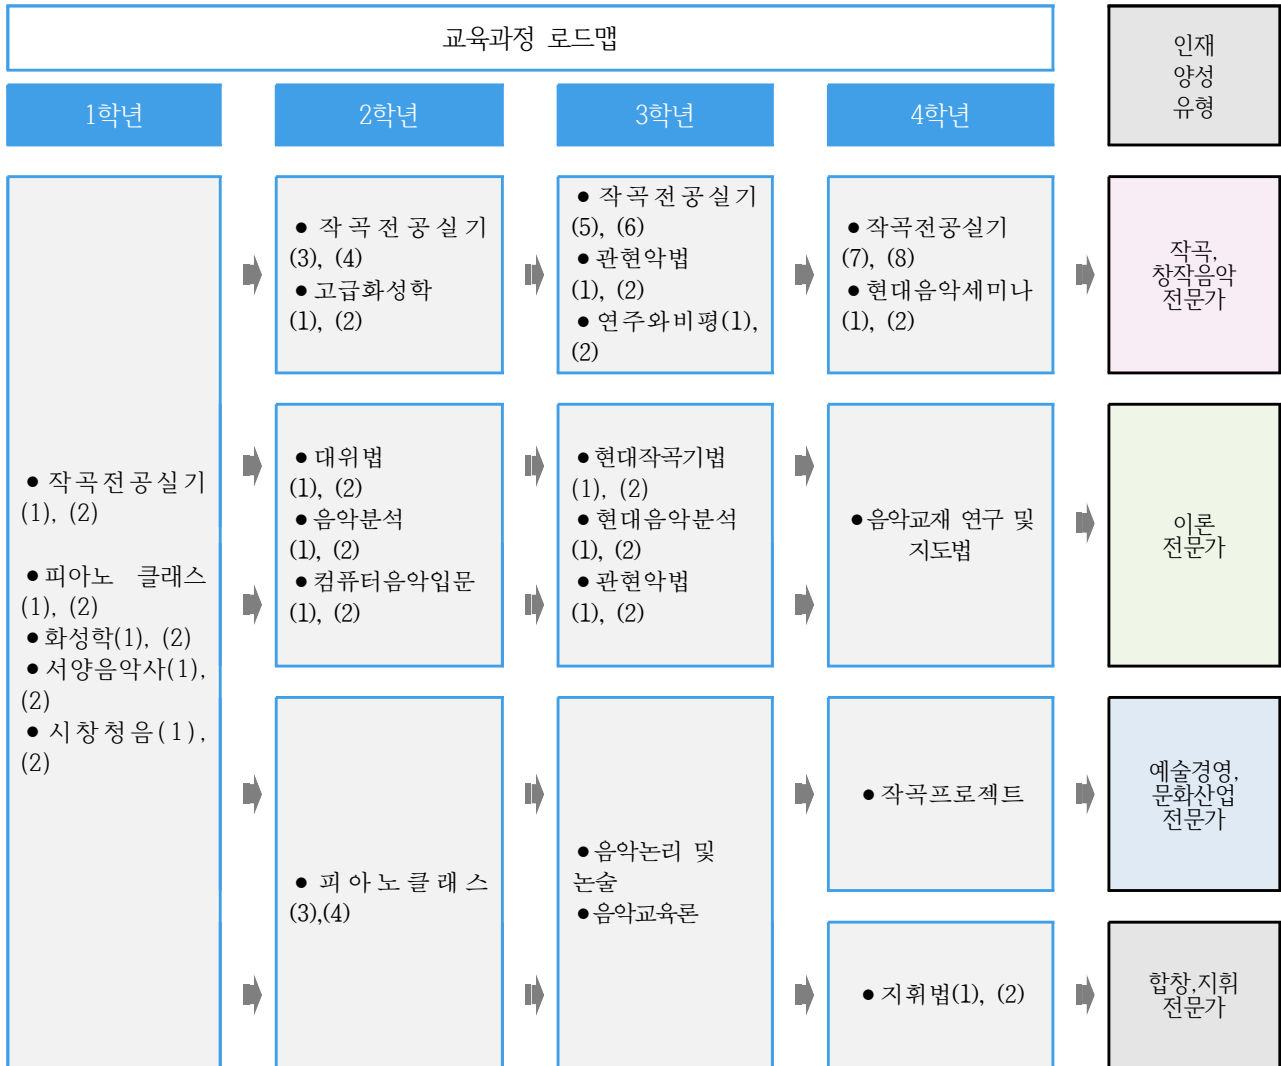 교육과정 로드맵
인재
양성
유형
1학년
2학년
3학년
4학년
● 작곡전공실기
(1), (2)
●피아노 클래스
(1), (2)
●화성학(1), (2)
●서양음악사(1),
(2)
● 시창청음(1),
(2)
● 작곡전공실기
(3), (4)
●고급화성학
(1), (2)
● 작곡전공실기
(5), (6)
●관현악법
(1), (2)
●연주와비평(1),
(2)
●작곡전공실기
(7), (8)
●현대음악세미나
(1), (2)
작곡,
창작음악
전문가
●대위법
(1), (2)
●음악분석
(1), (2)
●컴퓨터음악입문
(1), (2)
●현대작곡기법
(1), (2)
●현대음악분석
(1), (2)
●관현악법
(1), (2)
●음악교재 연구 및
지도법
이론
전문가
● 피아노클래스
(3),(4)
●음악논리 및
논술
●음악교육론
●작곡프로젝트
예술경영,
문화산업
전문가
●지휘법(1), (2)
합창,지휘
전문가